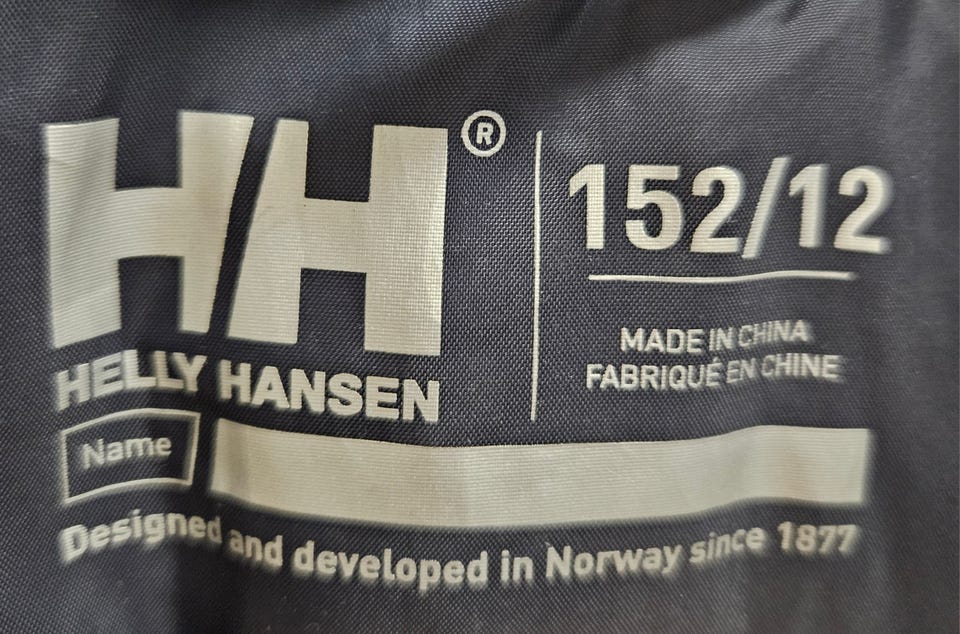 HH®
HELLY HANSEN
152/12
MADE IN CHINA
FABRIQUÉ EN CHINE
Name
Designed and developed in Norway since 1877